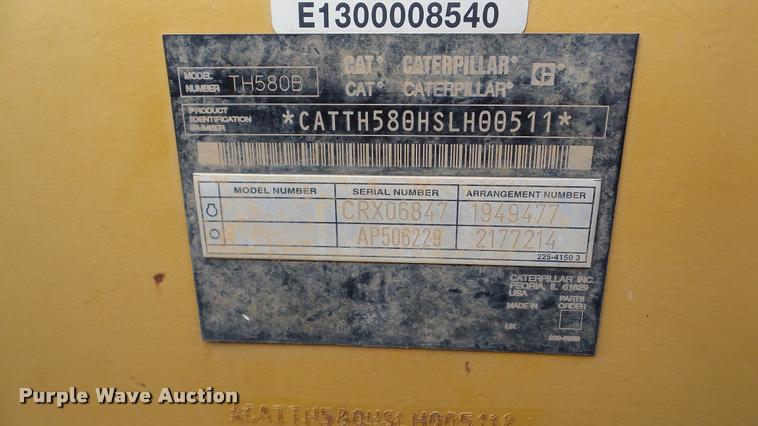 E1300008540
CAT® CATERPILLAR® C
CAT® CATERPILLAR®
MODEL NUMBER TH580B
PRODUCT IDENTIFICATION NUMBER *CATTH580HSLH00511*
MODEL NUMBER SERIAL NUMBER ARRANGEMENT NUMBER
CRX06847 1949477
AP506229 2177214
225-4150 3
CATERPILLAR INC.
PEORIA, IL 61629
USA
MADE IN PARTS ORDER
UK
Purple Wave Auction
*CATTH580HSLH00511*